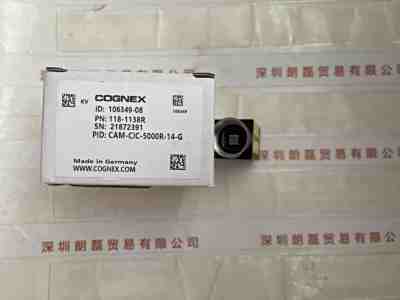 深圳朗磊贸易有限公司
KV
COGNEX
ID: 106349-08
PN: 118-1138R
SN: 21872391
PID: CAM-CIC-5000R-14-G
Made in Germany
WWW.COGNEX.COM
深圳朗磊贸易有限公司
深圳朗磊贸易有限公司